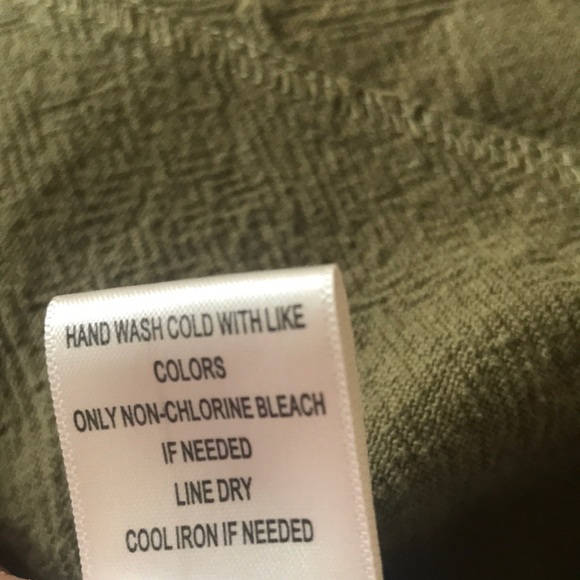 HAND WASH COLD WITH LIKE
COLORS
ONLY NON-CHLORINE BLEACH
IF NEEDED
LINE DRY
COOL IRON IF NEEDED